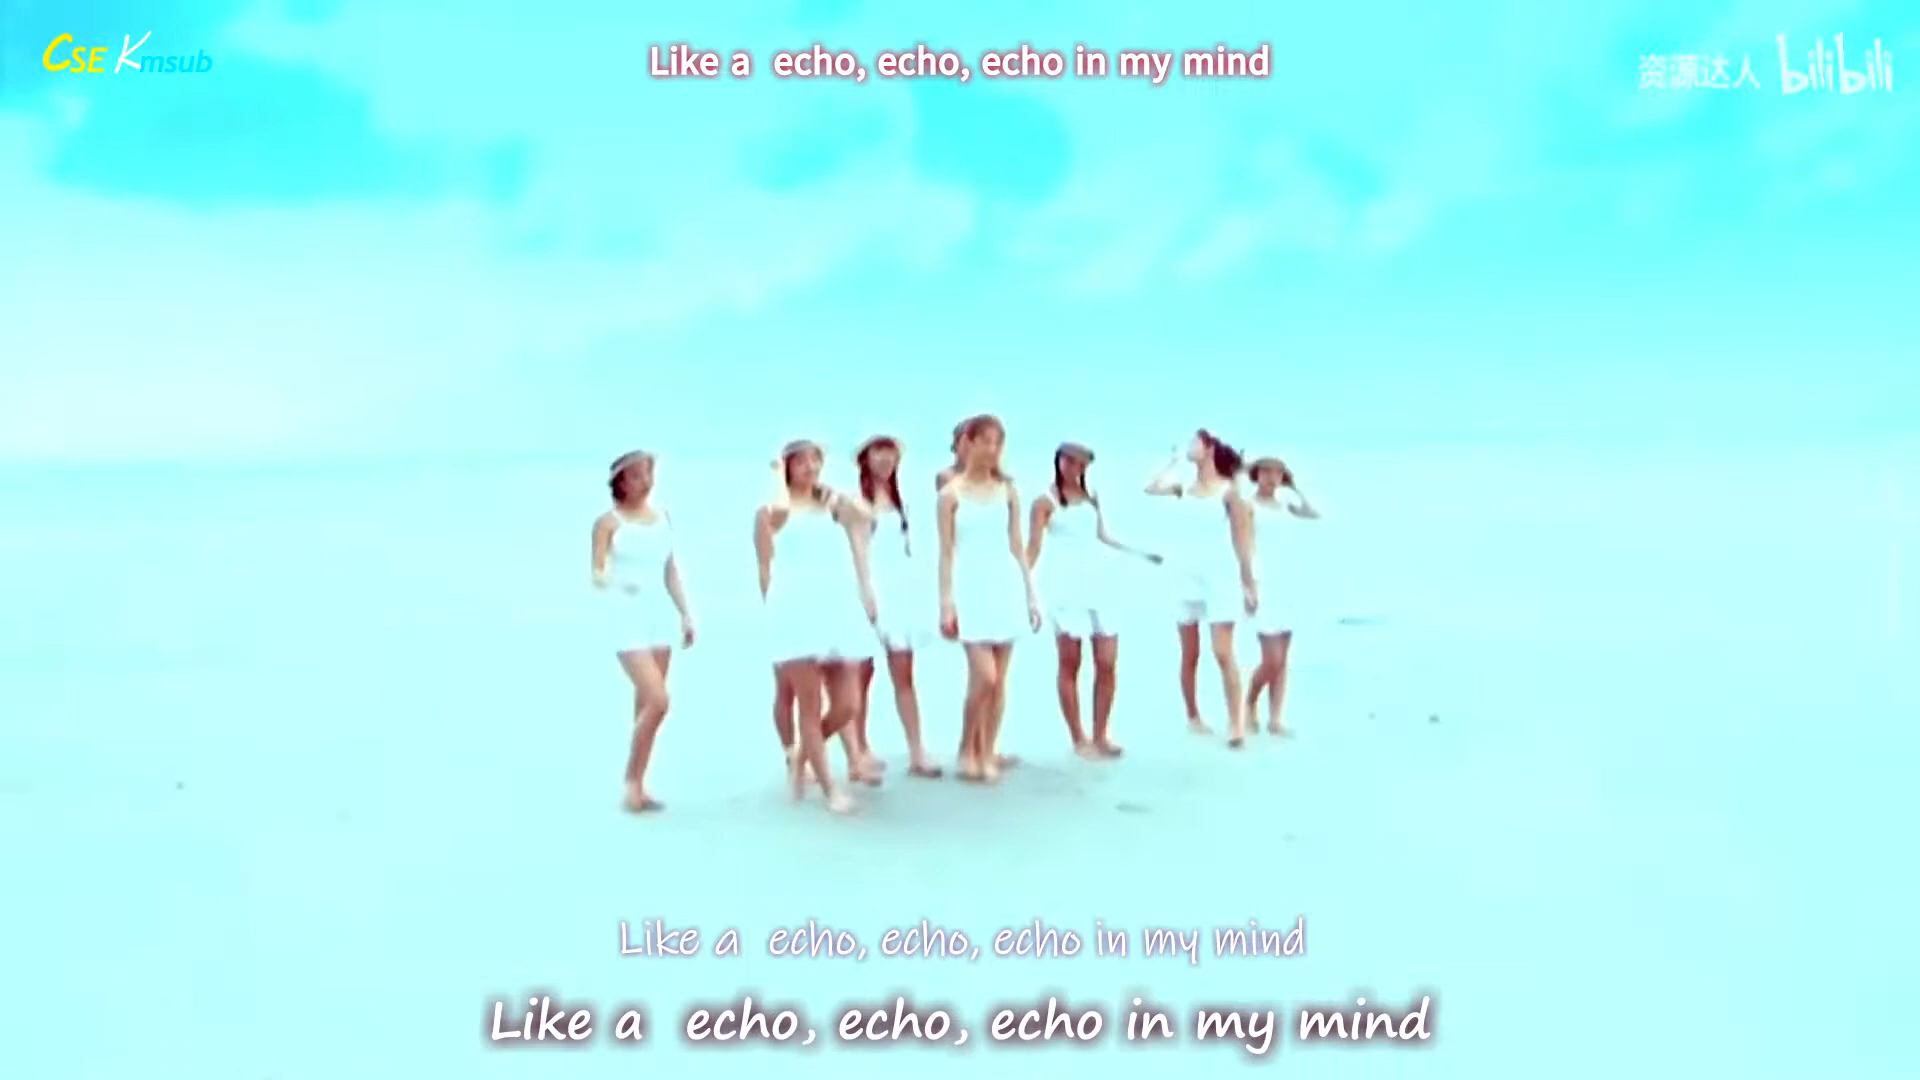 CSE Kmsub
Like a echo, echo, echo in my mind
资源达人 bilibili
Like a echo, echo, echo in my mind
Like a echo, echo, echo in my mind